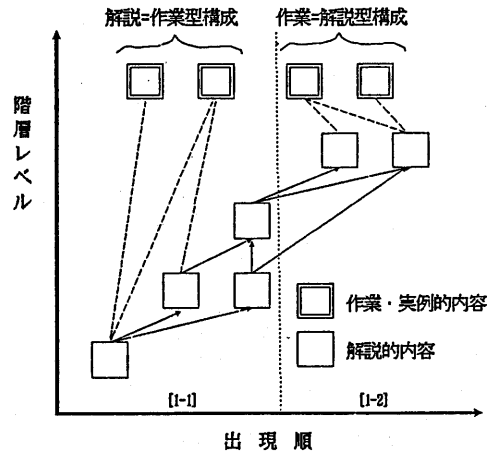 解説=作業型構成
作業=解説型構成
階層レベル
作業・実例的内容
解説的内容
[1-1]
[1-2]
出現順